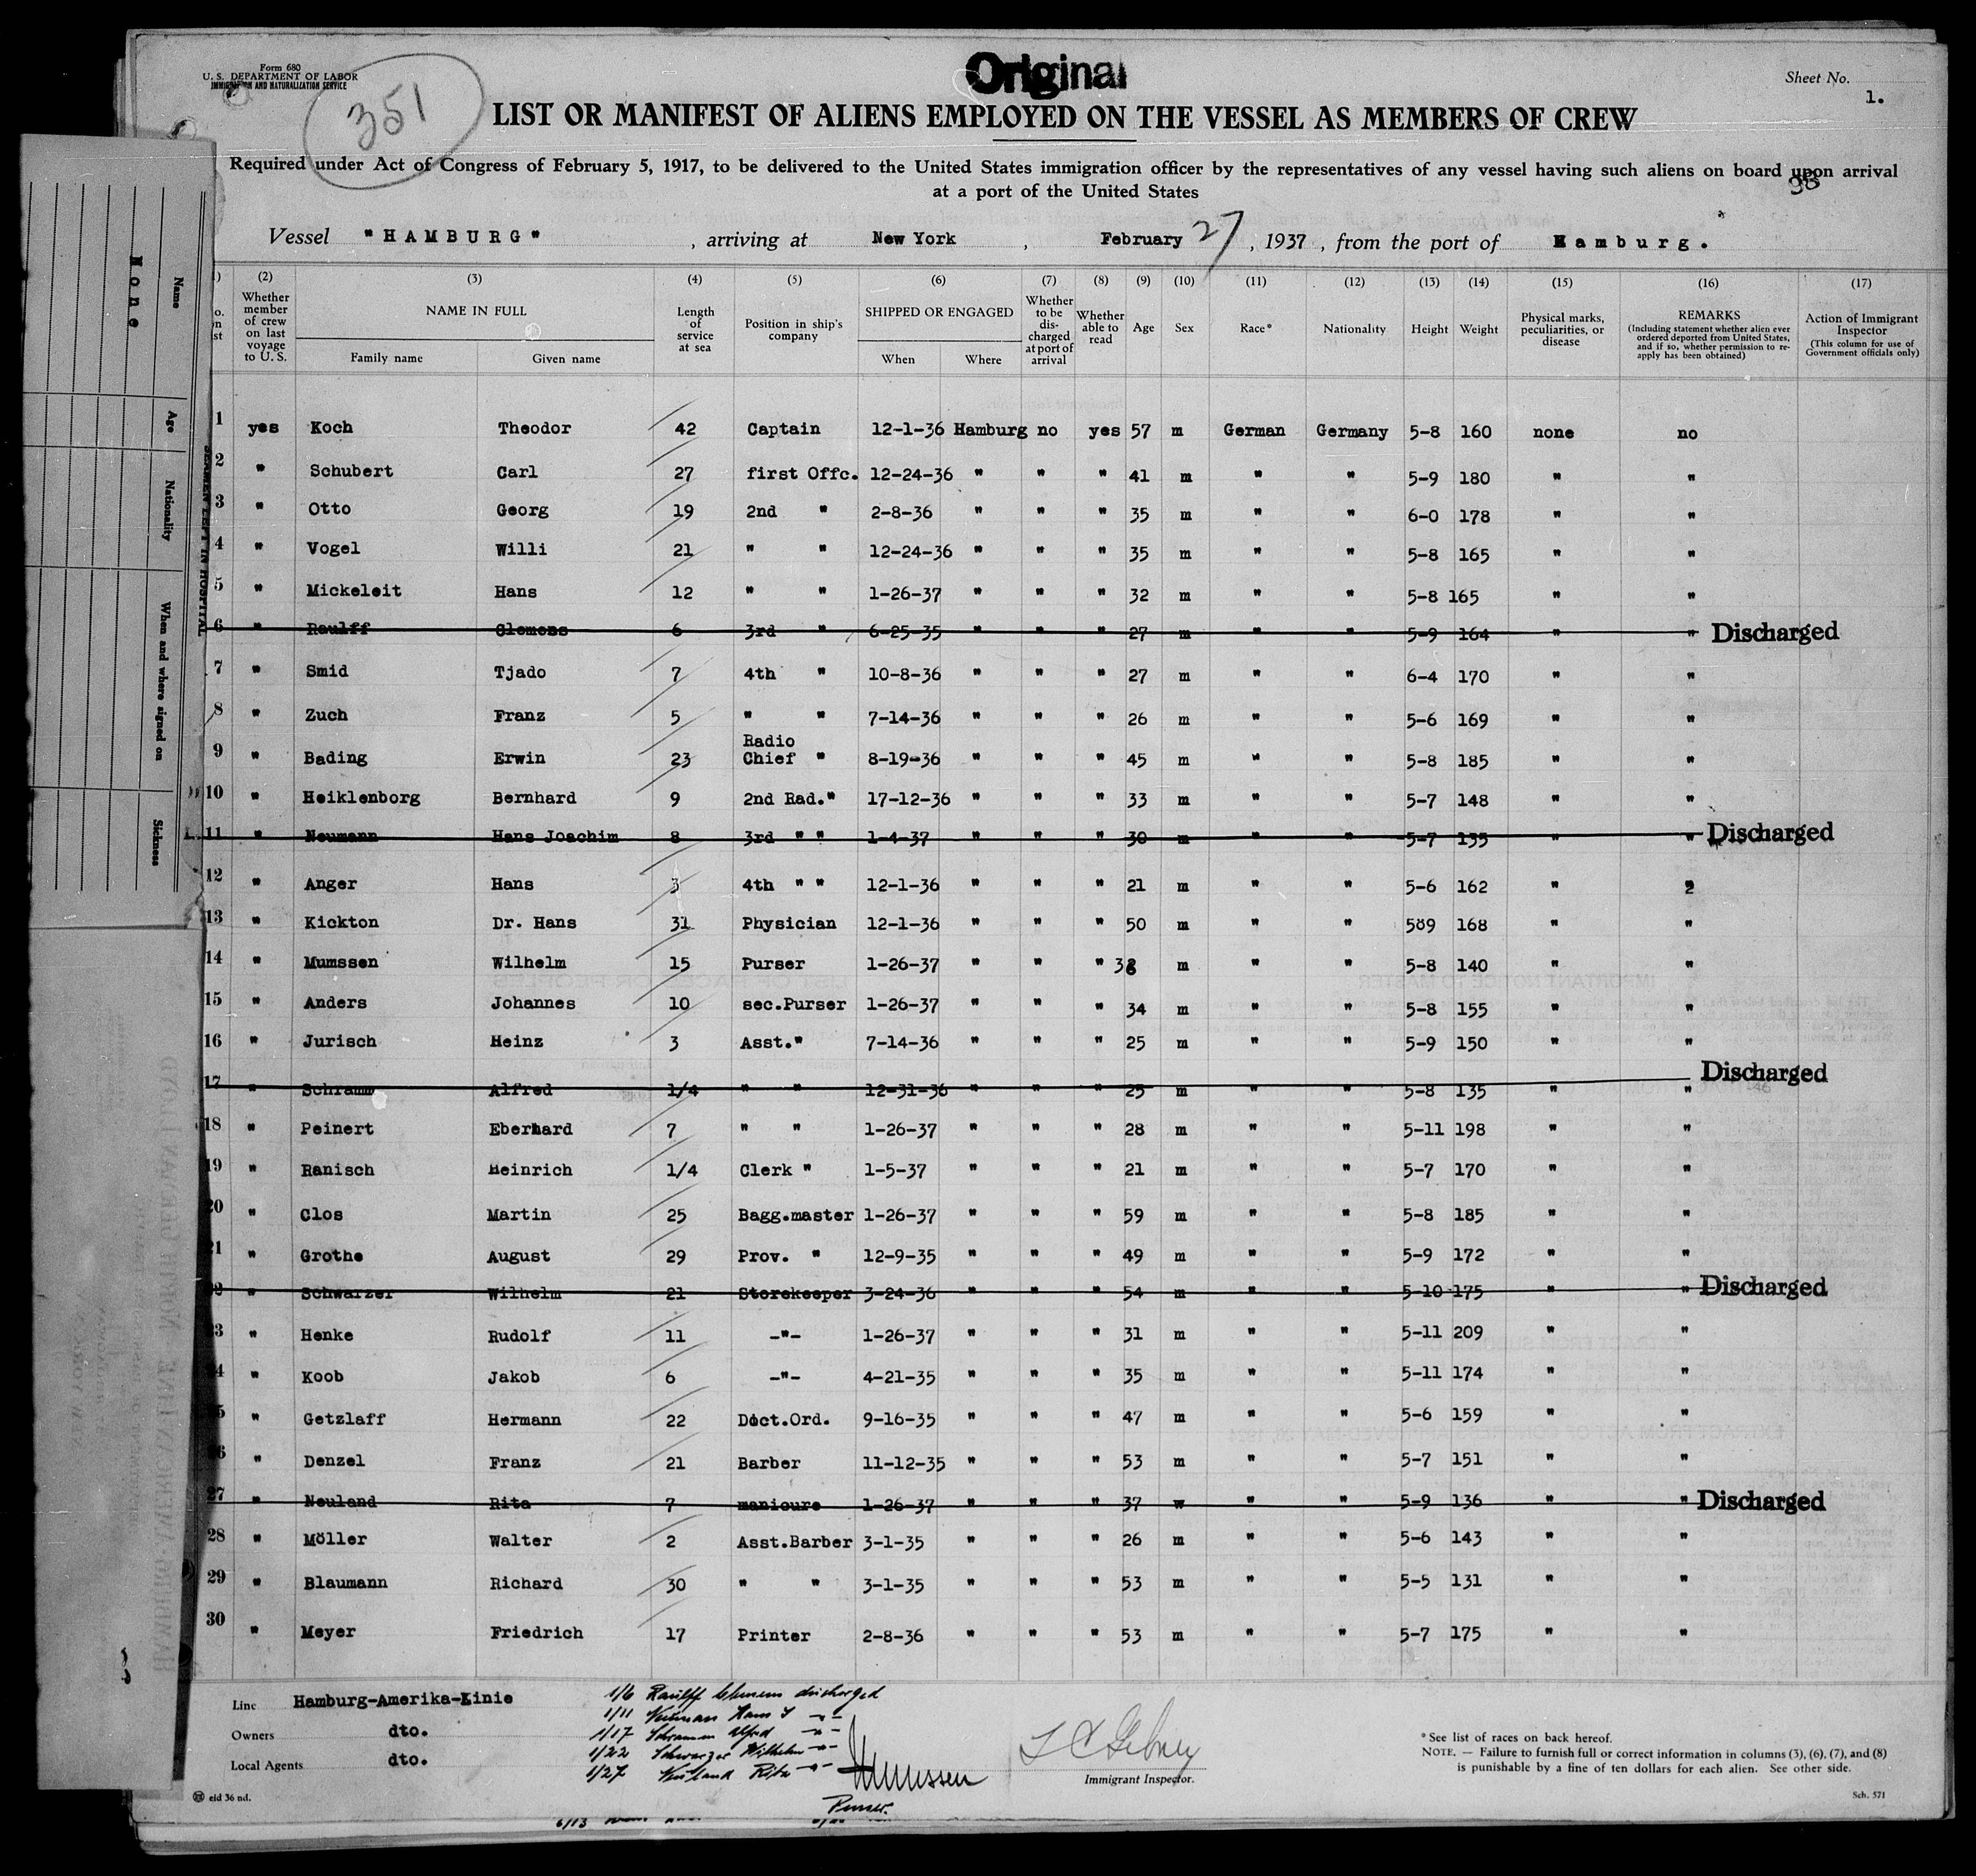 Form 680
U. S. DEPARTMENT OF LABOR
IMMIGRATION AND NATURALIZATION SERVICE
351
Original
Sheet No.
1.
LIST OR MANIFEST OF ALIENS EMPLOYED ON THE VESSEL AS MEMBERS OF CREW
Required under Act of Congress of February 5, 1917, to be delivered to the United States immigration officer by the representatives of any vessel having such aliens on board upon arrival
at a port of the United States
Vessel "HAMBURG" , arriving at New York , February 27 , 1937 , from the port of Hamburg.
(2) (3) (4) (5) (6) (7) (8) (9) (10) (11) (12) (13) (14) (15) (16) (17)
Whether member of crew on last voyage to U. S.
NAME IN FULL
Family name
Given name
Length of service at sea
Position in ship's company
SHIPPED OR ENGAGED
When
Where
Whether to be discharged at port of arrival
Whether able to read
Age
Sex
Race*
Nationality
Height
Weight
Physical marks, peculiarities, or disease
REMARKS
(Including statement whether alien ever ordered deported from United States, and if so, whether permission to reapply has been obtained)
Action of Immigrant Inspector
(This column for use of Government officials only)
1 yes Koch Theodor 42 Captain 12-1-36 Hamburg no yes 57 m German Germany 5-8 160 none no
2 " Schubert Carl 27 first Offc. 12-24-36 " " " 41 m " " 5-9 180 " "
3 " Otto Georg 19 2nd " 2-8-36 " " " 35 m " " 6-0 178 " "
4 " Vogel Willi 21 " " 12-24-36 " " " 35 m " " 5-8 165 " "
5 " Mickeleit Hans 12 " " 1-26-37 " " " 32 m " " 5-8 165 " "
6 " Raulff Clemens 6 3rd " 6-25-35 " " " 27 m " " 5-9 164 " " Discharged
7 " Smid Tjado 7 4th " 10-8-36 " " " 27 m " " 6-4 170 " "
8 " Zuch Franz 5 " " 7-14-36 " " " 26 m " " 5-6 169 " "
9 " Bading Erwin 23 Radio Chief " 8-19-36 " " " 45 m " " 5-8 185 " "
10 " Heiklenborg Bernhard 9 2nd Rad." 17-12-36 " " " 33 m " " 5-7 148 " "
11 " Neumann Hans Joachim 8 3rd " " 1-4-37 " " " 30 m " " 5-7 135 " " Discharged
12 " Anger Hans 3 4th " " 12-1-36 " " " 21 m " " 5-6 162 " "
13 " Kickton Dr. Hans 31 Physician 12-1-36 " " " 50 m " " 589 168 " "
14 " Mumssen Wilhelm 15 Purser 1-26-37 " " " 38 m " " 5-8 140 " "
15 " Anders Johannes 10 sec.Purser 1-26-37 " " " 34 m " " 5-8 155 " "
16 " Jurisch Heinz 3 Asst." 7-14-36 " " " 25 m " " 5-9 150 " "
17 " Schramm Alfred 1/4 " " 12-31-36 " " " 25 m " " 5-8 135 " " Discharged
18 " Peinert Eberhard 7 " " 1-26-37 " " " 28 m " " 5-11 198 " "
19 " Ranisch Heinrich 1/4 Clerk " 1-5-37 " " " 21 m " " 5-7 170 " "
20 " Clos Martin 25 Bagg.master 1-26-37 " " " 59 m " " 5-8 185 " "
21 " Grothe August 29 Prov. " 12-9-35 " " " 49 m " " 5-9 172 " "
22 " Schwarzer Wilhelm 21 Storekeeper 3-24-36 " " " 54 m " " 5-10 175 " " Discharged
23 " Henke Rudolf 11 -"- 1-26-37 " " " 31 m " " 5-11 209 " "
24 " Koob Jakob 6 -"- 4-21-35 " " " 35 m " " 5-11 174 " "
25 " Getzlaff Hermann 22 Doct.Ord. 9-16-35 " " " 47 m " " 5-6 159 " "
26 " Denzel Franz 21 Barber 11-12-35 " " " 53 m " " 5-7 151 " "
27 " Neuland Rita 7 manicure 1-26-37 " " " 37 w " " 5-9 136 " " Discharged
28 " Möller Walter 2 Asst.Barber 3-1-35 " " " 26 m " " 5-6 143 " "
29 " Blaumann Richard 30 " " 3-1-35 " " " 53 m " " 5-5 131 " "
30 " Meyer Friedrich 17 Printer 2-8-36 " " " 53 m " " 5-7 175 " "
Line Hamburg-Amerika-Linie
Owners dto.
Local Agents dto.
1/6 Raulff Clemens discharged
1/11 Neuman Hans J -"-
1/17 Schramm Alfred -"-
1/22 Schwarzer Wilhelm -"-
1/27 Neuland Rita -"-
Mumssen
Purser.
Immigrant Inspector.
* See list of races on back hereof.
NOTE. — Failure to furnish full or correct information in columns (3), (6), (7), and (8)
is punishable by a fine of ten dollars for each alien. See other side.
eid 36 nd.
Sch. 571
SEAMEN LEFT IN HOSPITAL
Name
Age
Nationality
When and where signed on
Sickness
None